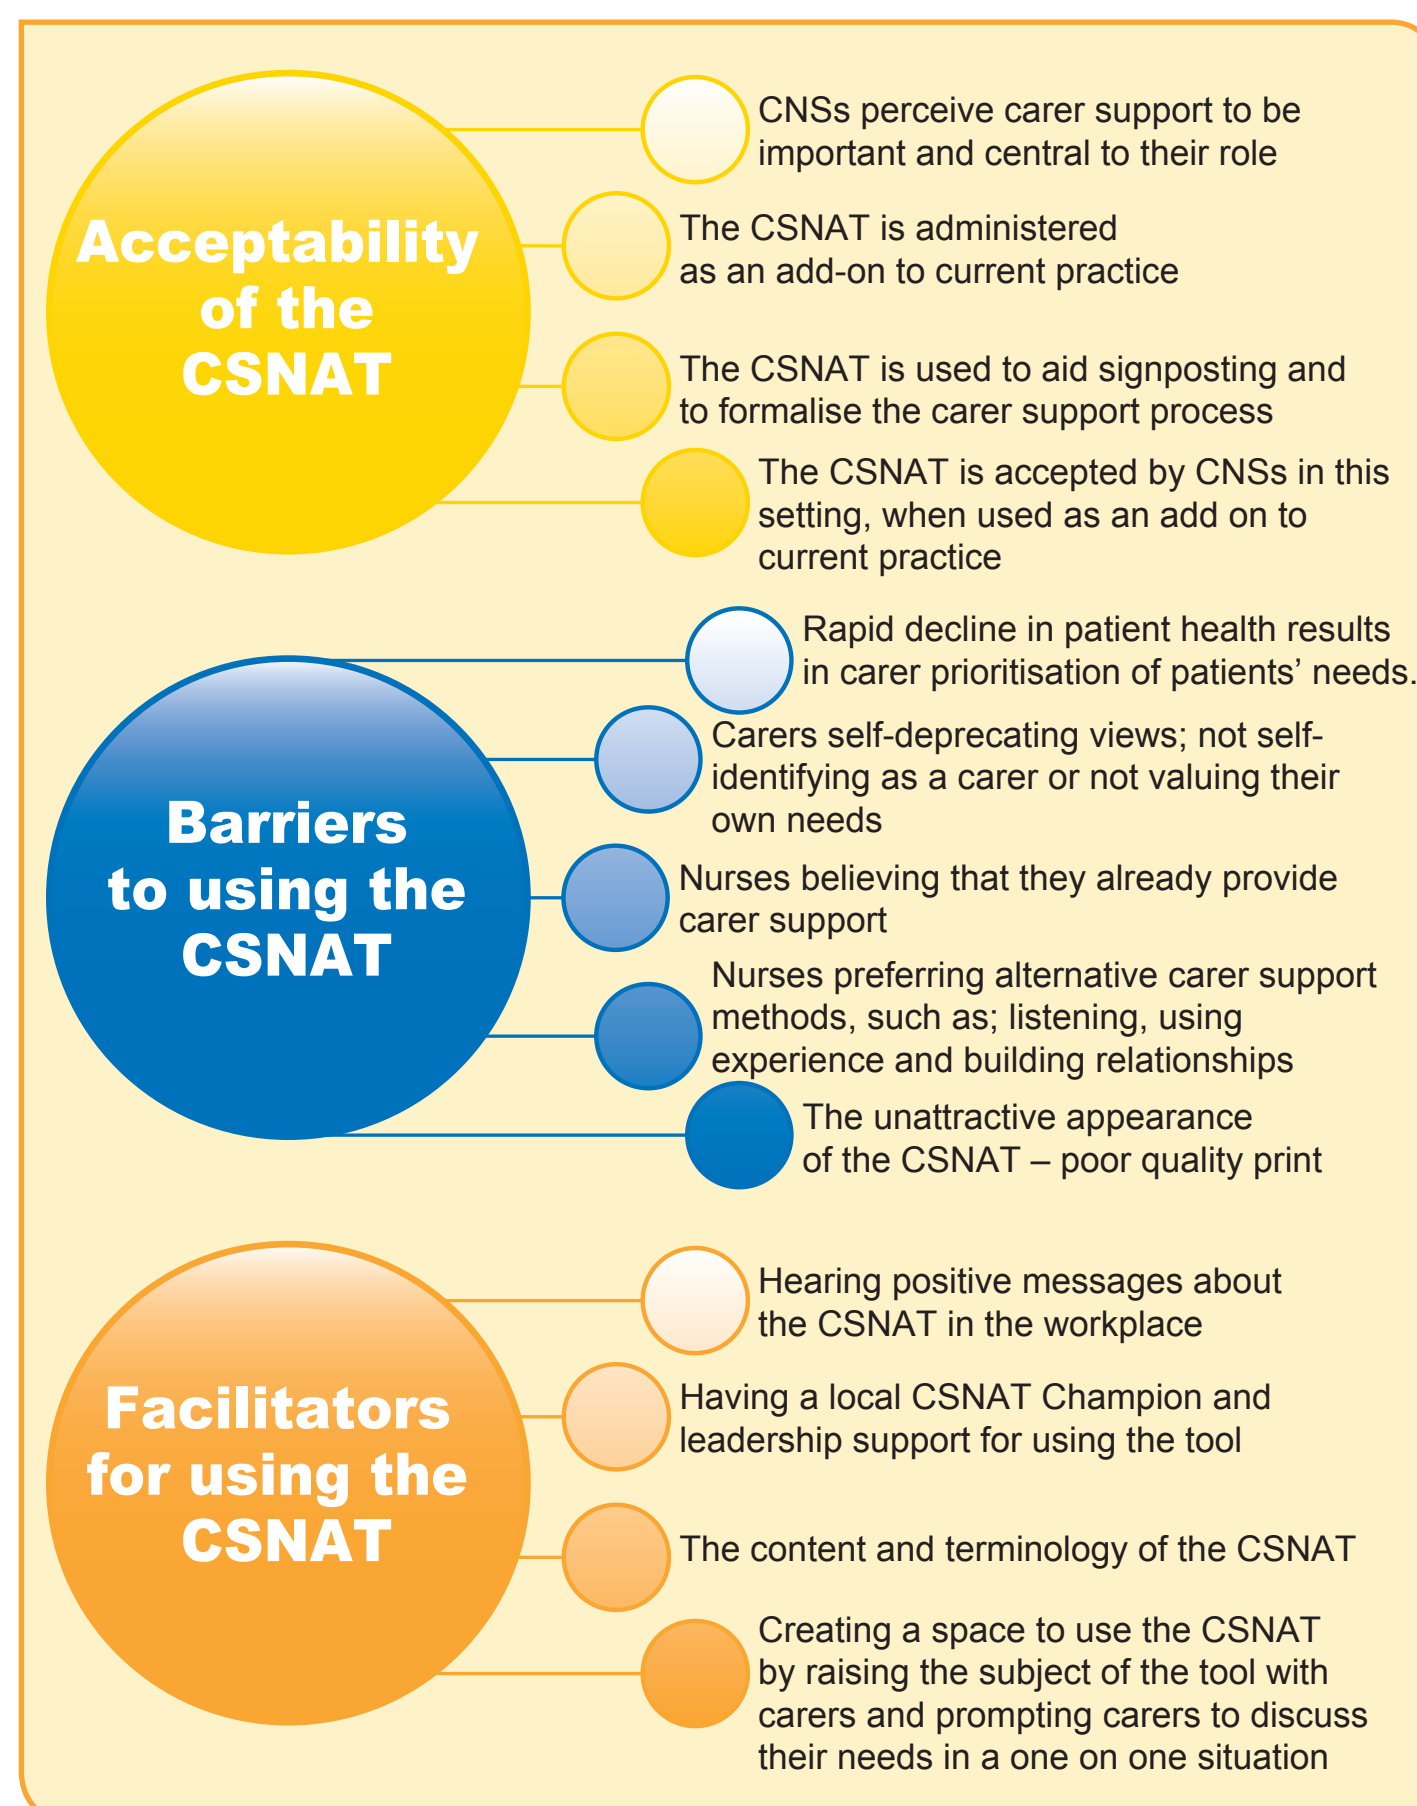 Acceptability
of the
CSNAT
CNSs perceive carer support to be
important and central to their role
The CSNAT is administered
as an add-on to current practice
The CSNAT is used to aid signposting and
to formalise the carer support process
The CSNAT is accepted by CNSs in this
setting, when used as an add on to
current practice
Barriers
to using the
CSNAT
Rapid decline in patient health results
in carer prioritisation of patients’ needs.
Carers self-deprecating views; not self-
identifying as a carer or not valuing their
own needs
Nurses believing that they already provide
carer support
Nurses preferring alternative carer support
methods, such as; listening, using
experience and building relationships
The unattractive appearance
of the CSNAT – poor quality print
Facilitators
for using the
CSNAT
Hearing positive messages about
the CSNAT in the workplace
Having a local CSNAT Champion and
leadership support for using the tool
The content and terminology of the CSNAT
Creating a space to use the CSNAT
by raising the subject of the tool with
carers and prompting carers to discuss
their needs in a one on one situation